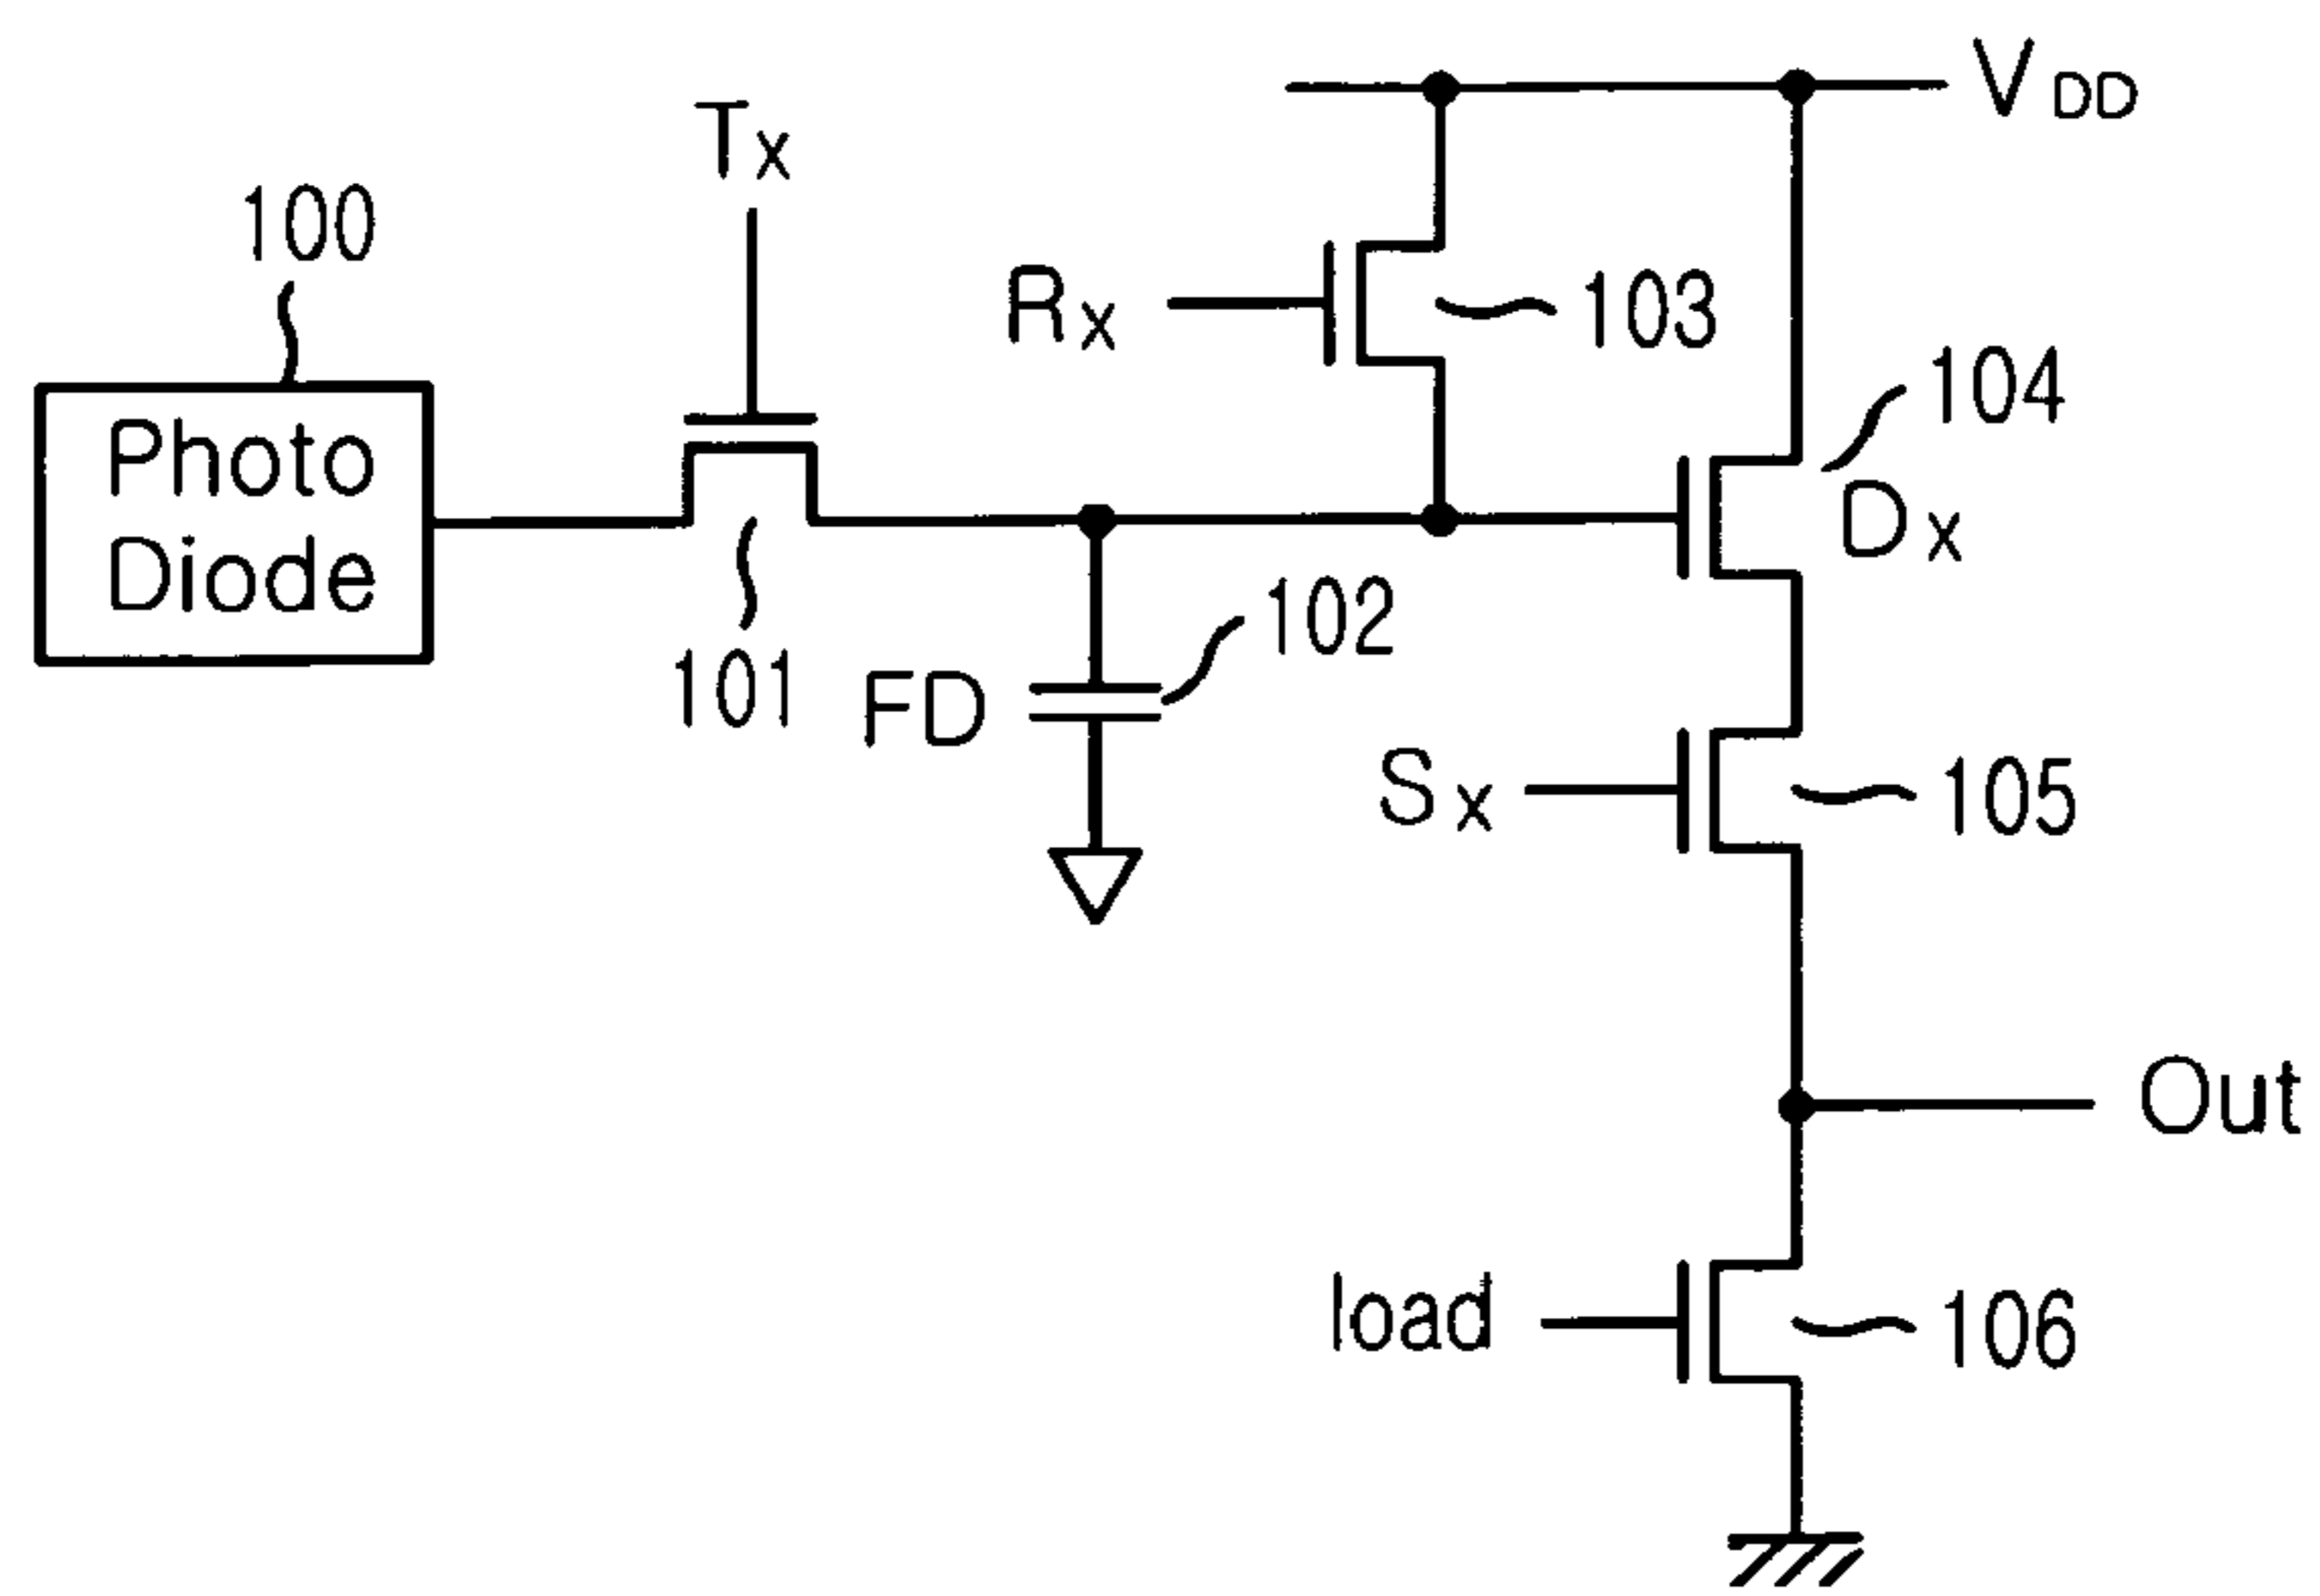 VDD
Tx
100
Rx
103
104
Photo
Diode
Dx
102
101
FD
Sx
105
Out
load
106